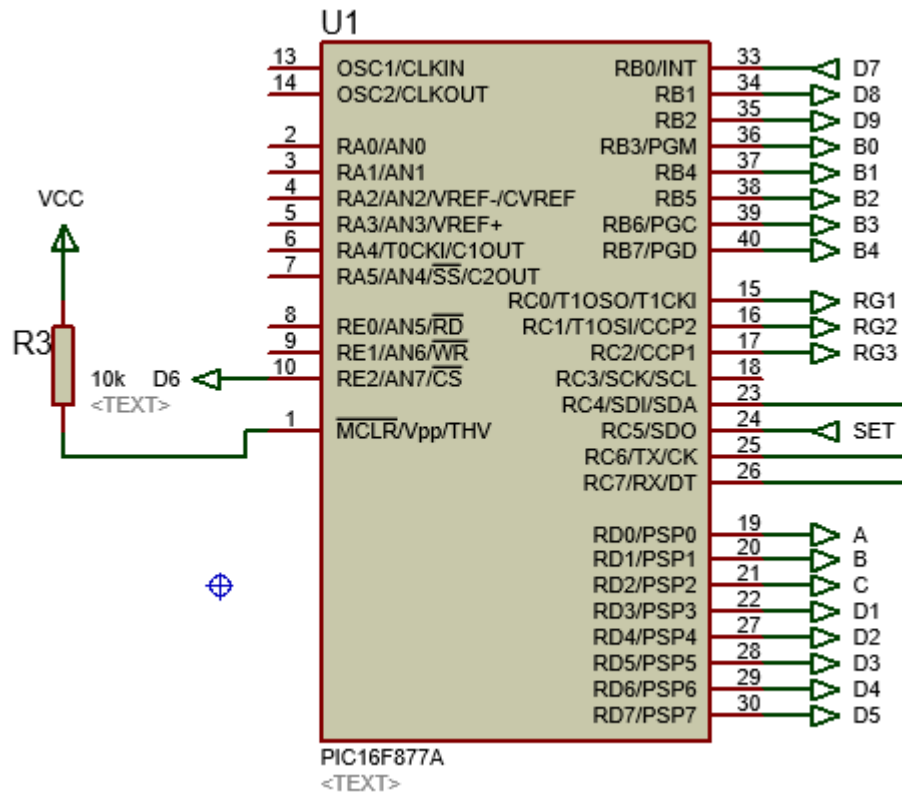 U1
13 OSC1/CLKIN RB0/INT 33 D7
14 OSC2/CLKOUT RB1 34 D8
RB2 35 D9
2 RA0/AN0 RB3/PGM 36 B0
3 RA1/AN1 RB4 37 B1
VCC 4 RA2/AN2/VREF-/CVREF RB5 38 B2
5 RA3/AN3/VREF+ RB6/PGC 39 B3
6 RA4/T0CKI/C1OUT RB7/PGD 40 B4
7 RA5/AN4/SS/C2OUT
RC0/T1OSO/T1CKI 15 RG1
8 RE0/AN5/RD RC1/T1OSI/CCP2 16 RG2
R3 9 RE1/AN6/WR RC2/CCP1 17 RG3
10k D6 10 RE2/AN7/CS RC3/SCK/SCL 18
<TEXT> RC4/SDI/SDA 23
1 MCLR/Vpp/THV RC5/SDO 24 SET
RC6/TX/CK 25
RC7/RX/DT 26
RD0/PSP0 19 A
RD1/PSP1 20 B
RD2/PSP2 21 C
RD3/PSP3 22 D1
RD4/PSP4 27 D2
RD5/PSP5 28 D3
RD6/PSP6 29 D4
RD7/PSP7 30 D5
PIC16F877A
<TEXT>